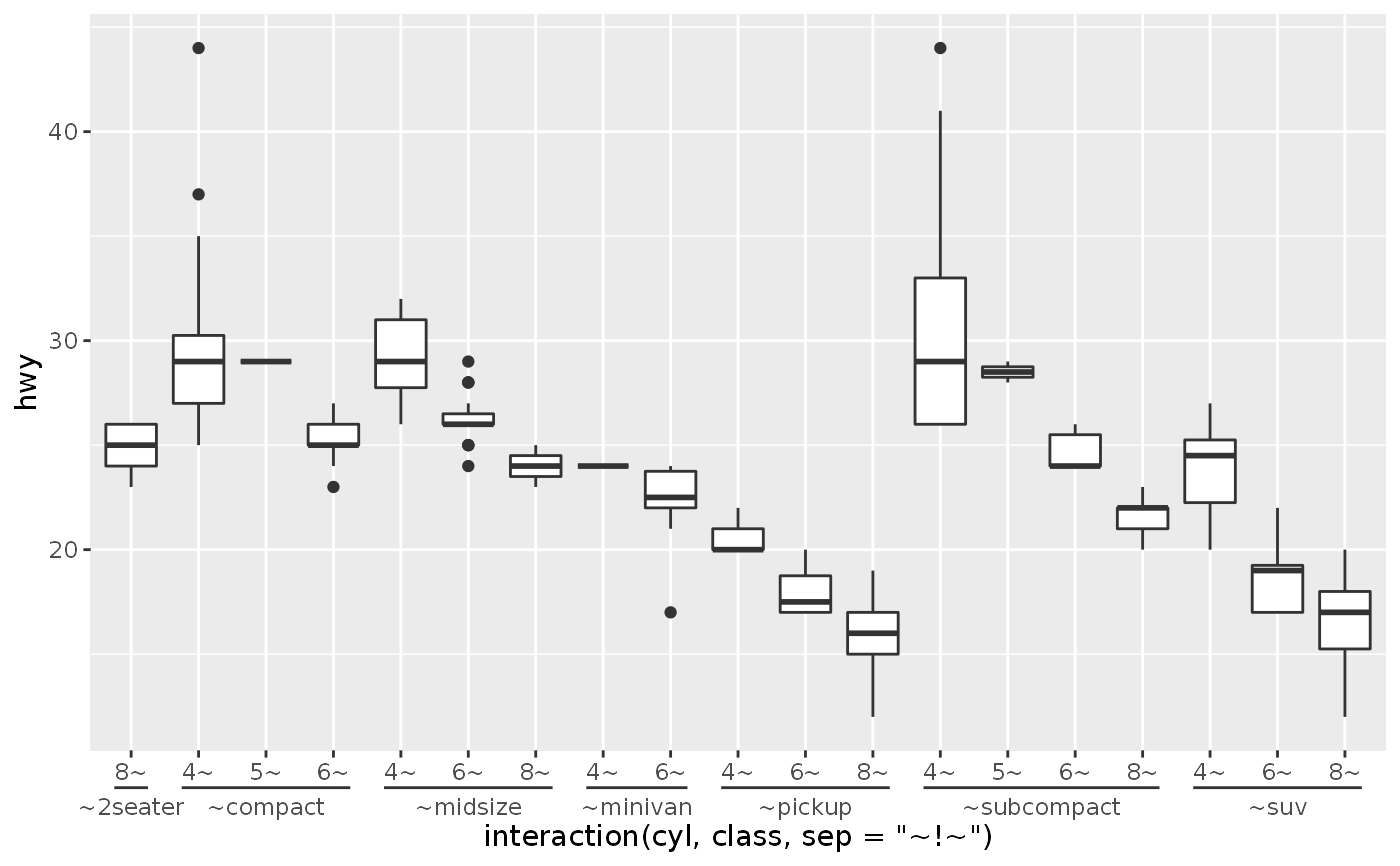 hwy
40
30
20
8~ 4~ 5~ 6~ 4~ 6~ 8~ 4~ 6~ 4~ 6~ 8~ 4~ 5~ 6~ 8~ 4~ 6~ 8~
~2seater ~compact ~midsize ~minivan ~pickup ~subcompact ~suv
interaction(cyl, class, sep = "~!~")